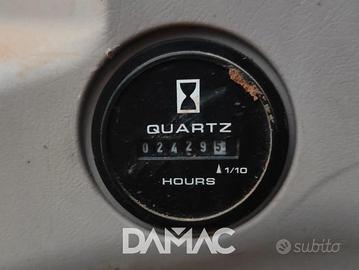 QUARTZ
024295
1/10
HOURS
DAMAC
subito